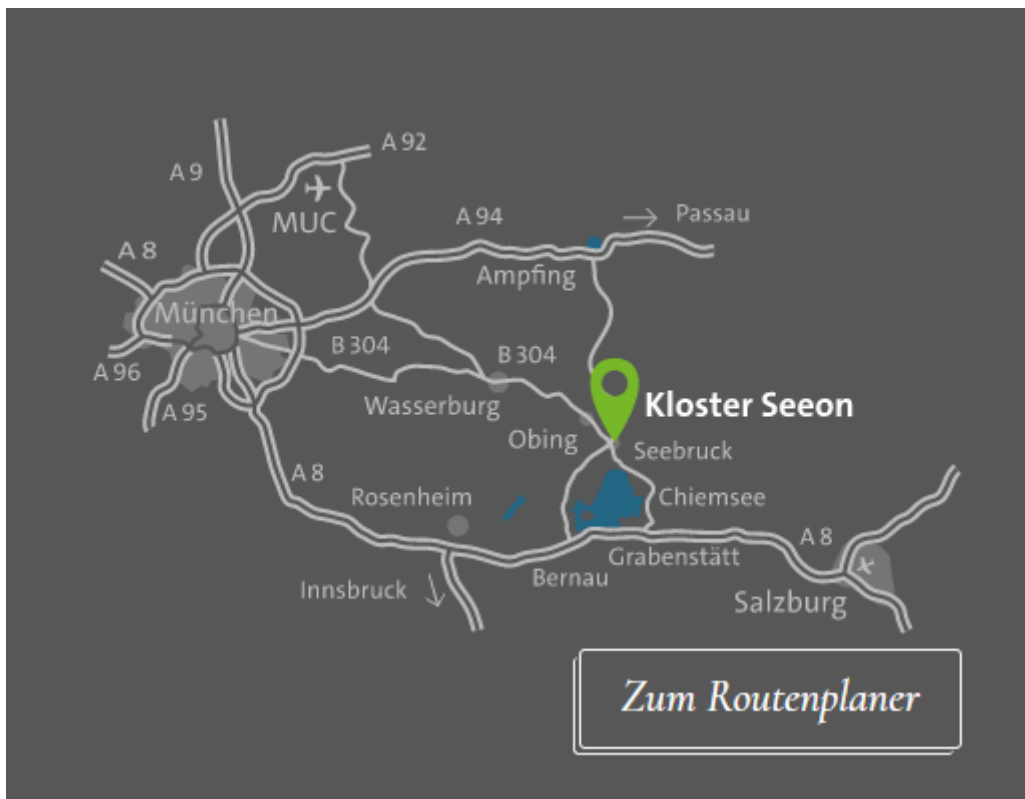 A 92
A 9
MUC
A 94
Passau
A 8
Ampfing
München
B 304
B 304
A 96
Wasserburg
Kloster Seeon
A 95
Obing
Seebruck
A 8
Rosenheim
Chiemsee
A 8
Grabenstätt
Bernau
Innsbruck
Salzburg
Zum Routenplaner